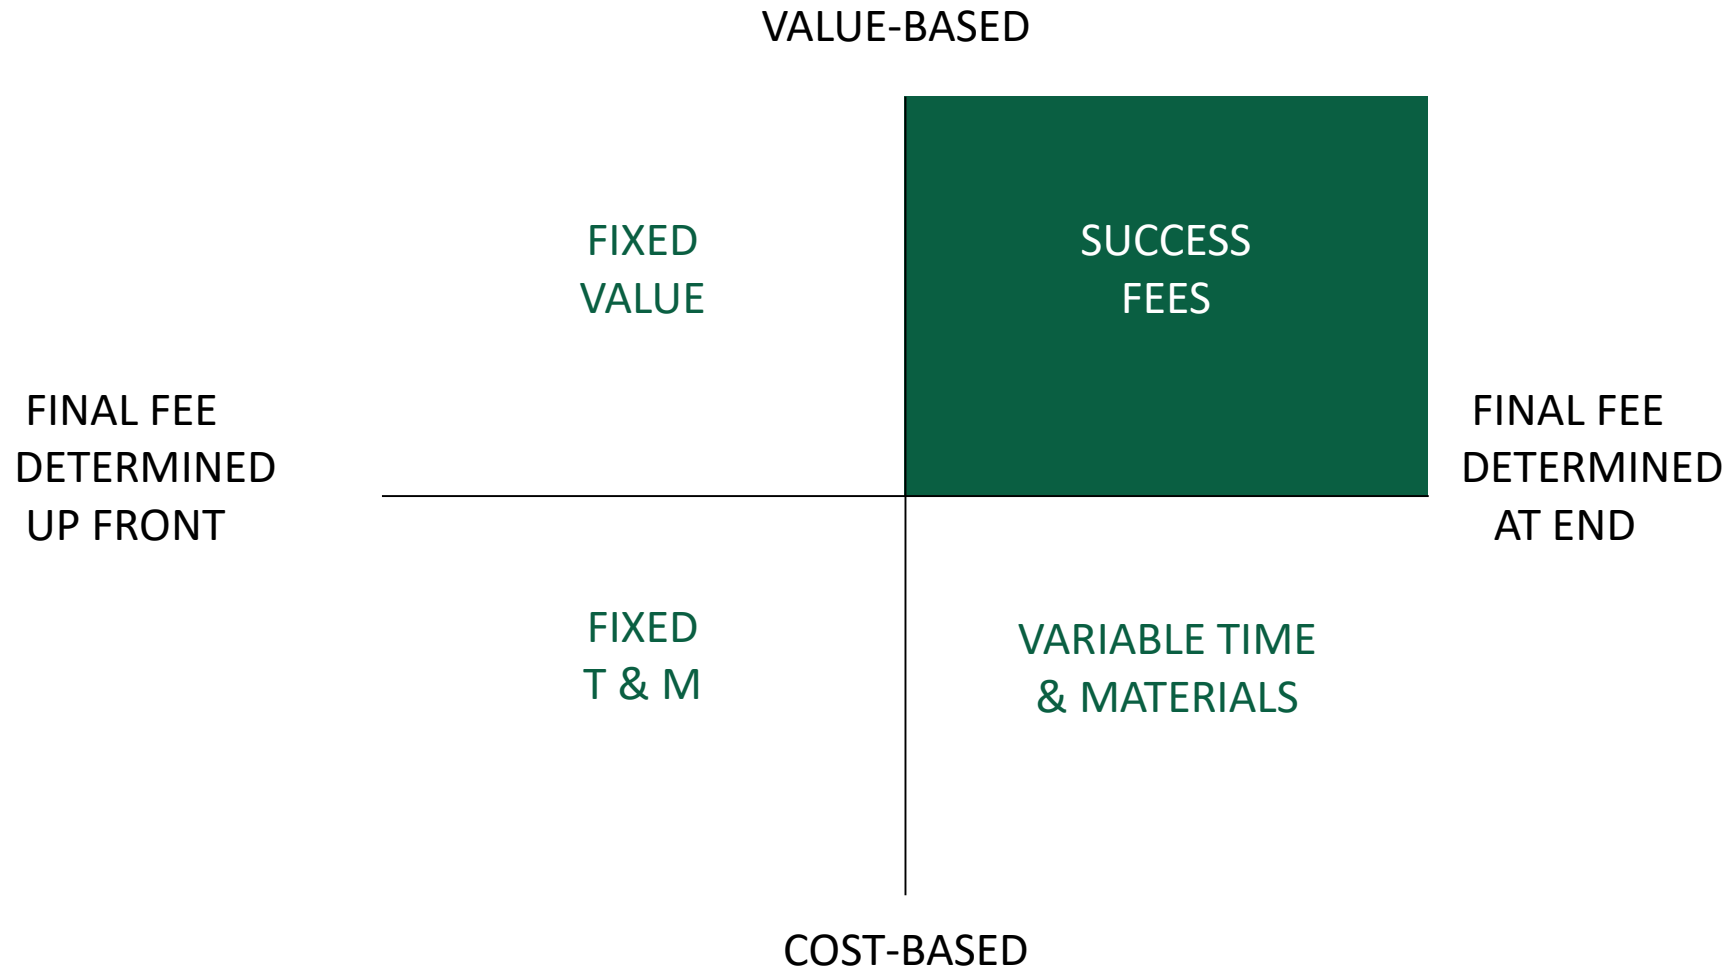 VALUE-BASED
FIXED
VALUE
SUCCESS
FEES
FINAL FEE
DETERMINED
UP FRONT
FINAL FEE
DETERMINED
AT END
FIXED
T & M
VARIABLE TIME
& MATERIALS
COST-BASED